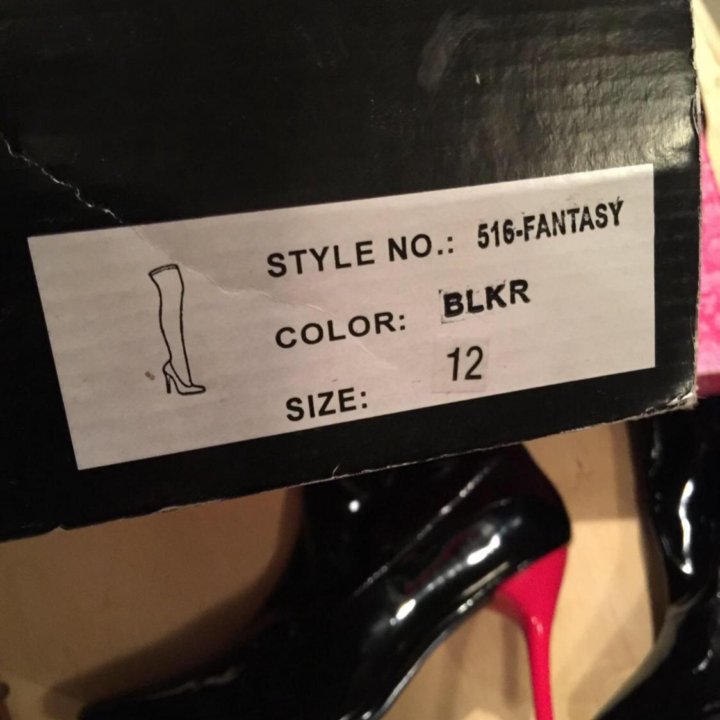 STYLE NO.: 516-FANTASY
COLOR: BLKR
SIZE: 12